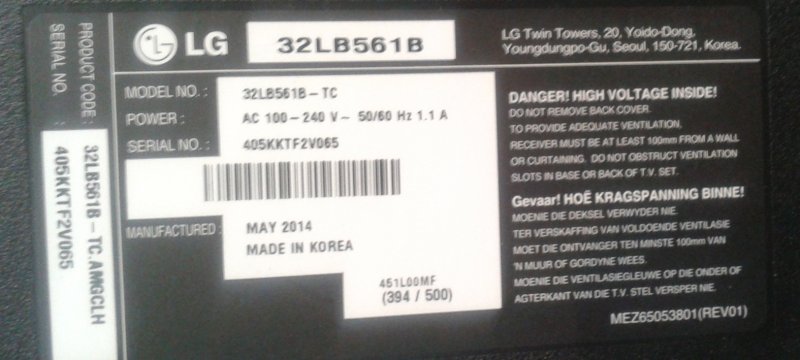 PRODUCT CODE: 32LB561B-TC.AMGCLH
SERIAL NO. : 405KKTF2V065
LG
32LB561B
LG Twin Towers, 20, Yoido-Dong,
Youngdungpo-Gu, Seoul, 150-721, Korea.
MODEL NO. : 32LB561B-TC
POWER : AC 100-240 V~ 50/60 Hz 1.1 A
SERIAL NO. : 405KKTF2V065
MANUFACTURED : MAY 2014
MADE IN KOREA
451L00MF
(394 / 500)
DANGER! HIGH VOLTAGE INSIDE!
DO NOT REMOVE BACK COVER.
TO PROVIDE ADEQUATE VENTILATION,
RECEIVER MUST BE AT LEAST 100mm FROM A WALL
OR CURTAINING. DO NOT OBSTRUCT VENTILATION
SLOTS IN BASE OR BACK OF T.V. SET.
Gevaar! HOË KRAGSPANNING BINNE!
MOENIE DIE DEKSEL VERWYDER NIE.
TER VERSKAFFING VAN VOLDOENDE VENTILASIE
MOET DIE ONTVANGER TEN MINSTE 100mm VAN
'N MUUR OF GORDYNE WEES.
MOENIE DIE VENTILASIEGLEUWE OP DIE ONDER OF
AGTERKANT VAN DIE T.V. STEL VERSPER NIE.
MEZ65053801(REV01)